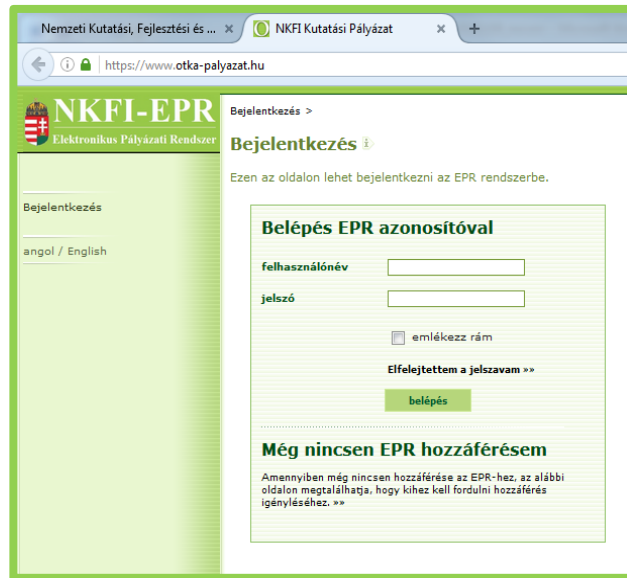 Nemzeti Kutatási, Fejlesztési és ...
NKFI Kutatási Pályázat
https://www.otka-palyazat.hu
NKFI-EPR
Elektronikus Pályázati Rendszer
Bejelentkezés
angol / English
Bejelentkezés >
Bejelentkezés
Ezen az oldalon lehet bejelentkezni az EPR rendszerbe.
Belépés EPR azonosítóval
felhasználónév
jelszó
emlékezz rám
Elfelejtettem a jelszavam »»
belépés
Még nincsen EPR hozzáférésem
Amennyiben még nincsen hozzáférése az EPR-hez, az alábbi
oldalon megtalálhatja, hogy kihez kell fordulni hozzáférés
igényléséhez. »»